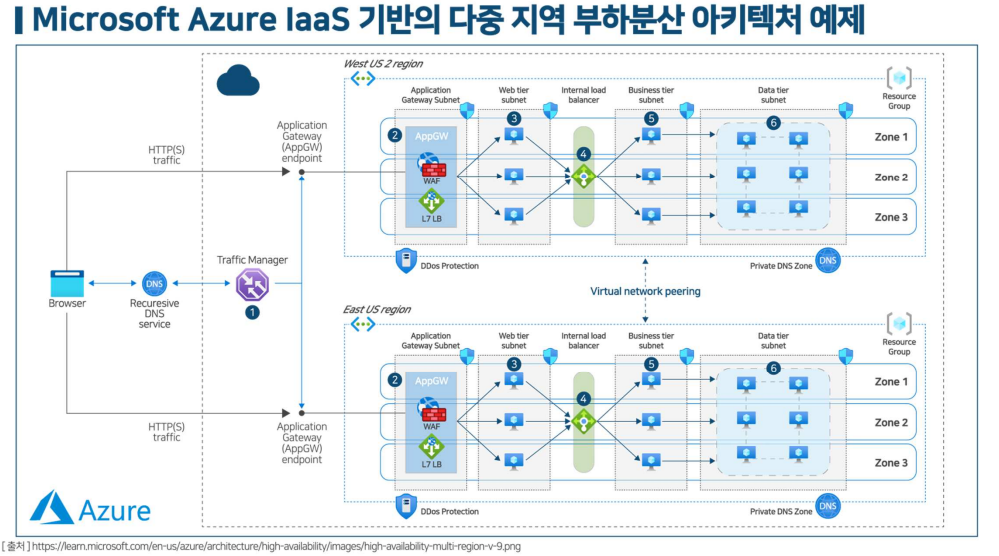 Microsoft Azure IaaS 기반의 다중 지역 부하분산 아키텍처 예제
West US 2 region
Application
Gateway Subnet
Web tier
subnet
Internal load
balancer
Business tier
subnet
Data tier
subnet
Resource
Group
2
AppGW
WAF
L7 LB
3
4
5
6
Zone 1
Zone 2
Zone 3
DDos Protection
Private DNS Zone
DNS
HTTP(S)
traffic
Application
Gateway
(AppGW)
endpoint
Browser
DNS
Recuresive
DNS
service
Traffic Manager
1
Virtual network peering
East US region
Application
Gateway Subnet
Web tier
subnet
Internal load
balancer
Business tier
subnet
Data tier
subnet
Resource
Group
2
AppGW
WAF
L7 LB
3
4
5
6
Zone 1
Zone 2
Zone 3
DDos Protection
Private DNS Zone
DNS
HTTP(S)
traffic
Application
Gateway
(AppGW)
endpoint
Azure
[ 출처 ] https://learn.microsoft.com/en-us/azure/architecture/high-availability/images/high-availability-multi-region-v-9.png